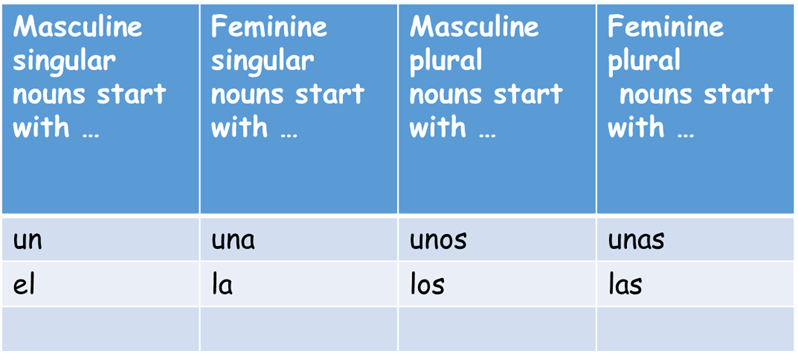 Masculine
singular
nouns start
with …
Feminine
singular
nouns start
with …
Masculine
plural
nouns start
with …
Feminine
plural
nouns start
with …
un
una
unos
unas
el
la
los
las